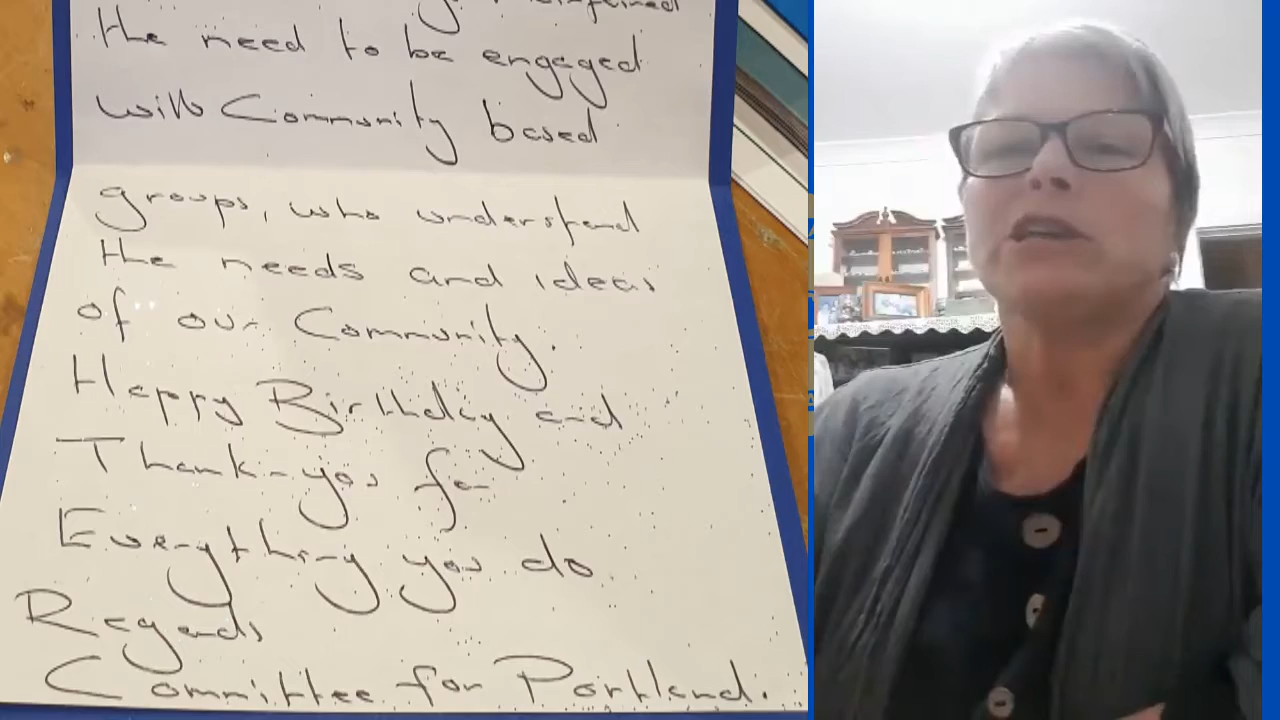 the need to be engaged
with Community based
groups, who understand
the needs and ideas
of our Community.
Happy Birthday and
Thank-you for
Everything you do
Regards
Committee for Portland.